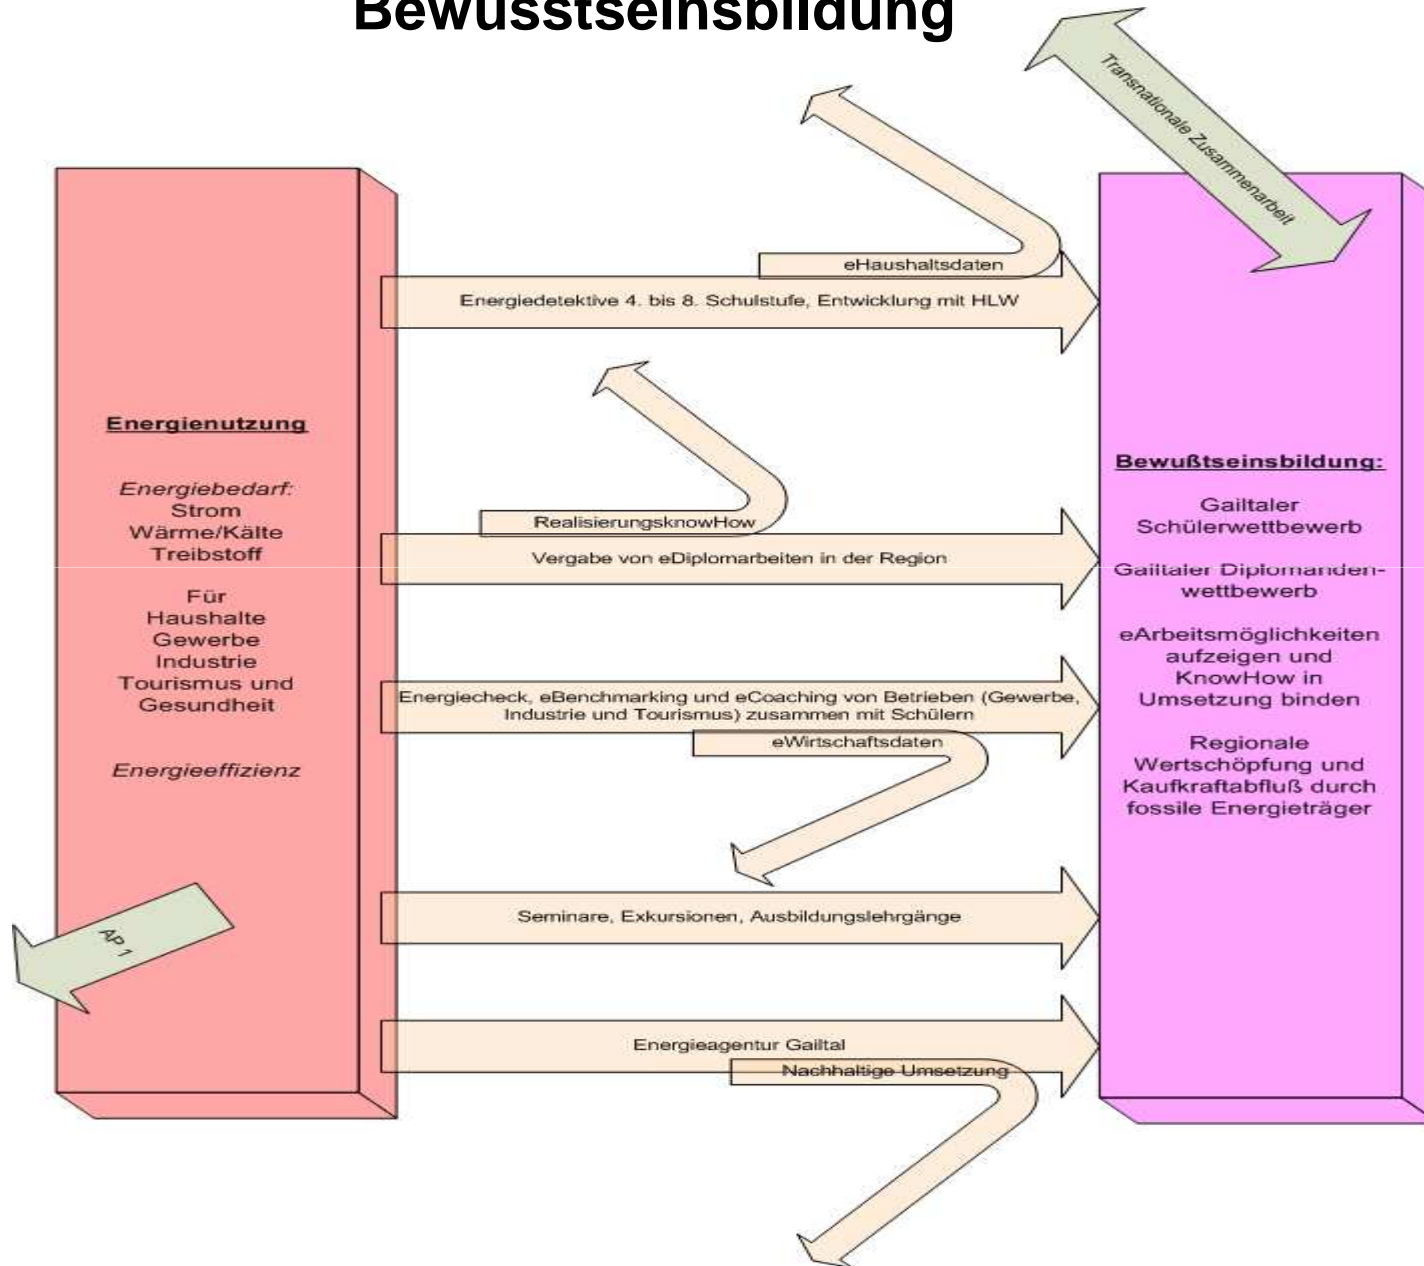 Bewusstseinsbildung
Transnationale Zusammenarbeit
eHaushaltsdaten
Energiedetektive 4. bis 8. Schulstufe, Entwicklung mit HLW
Energienutzung
Energiebedarf:
Strom
Wärme/Kälte
Treibstoff
Für
Haushalte
Gewerbe
Industrie
Tourismus und
Gesundheit
Energieeffizienz
AP 1
RealisierungsknowHow
Vergabe von eDiplomarbeiten in der Region
Energiecheck, eBenchmarking und eCoaching von Betrieben (Gewerbe,
Industrie und Tourismus) zusammen mit Schülern
eWirtschaftsdaten
Seminare, Exkursionen, Ausbildungslehrgänge
Energieagentur Gailtal
Nachhaltige Umsetzung
Bewußtseinsbildung:
Gailtaler
Schülerwettbewerb
Gailtaler Diplomanden-
wettbewerb
eArbeitsmöglichkeiten
aufzeigen und
KnowHow in
Umsetzung binden
Regionale
Wertschöpfung und
Kaufkraftabfluß durch
fossile Energieträger